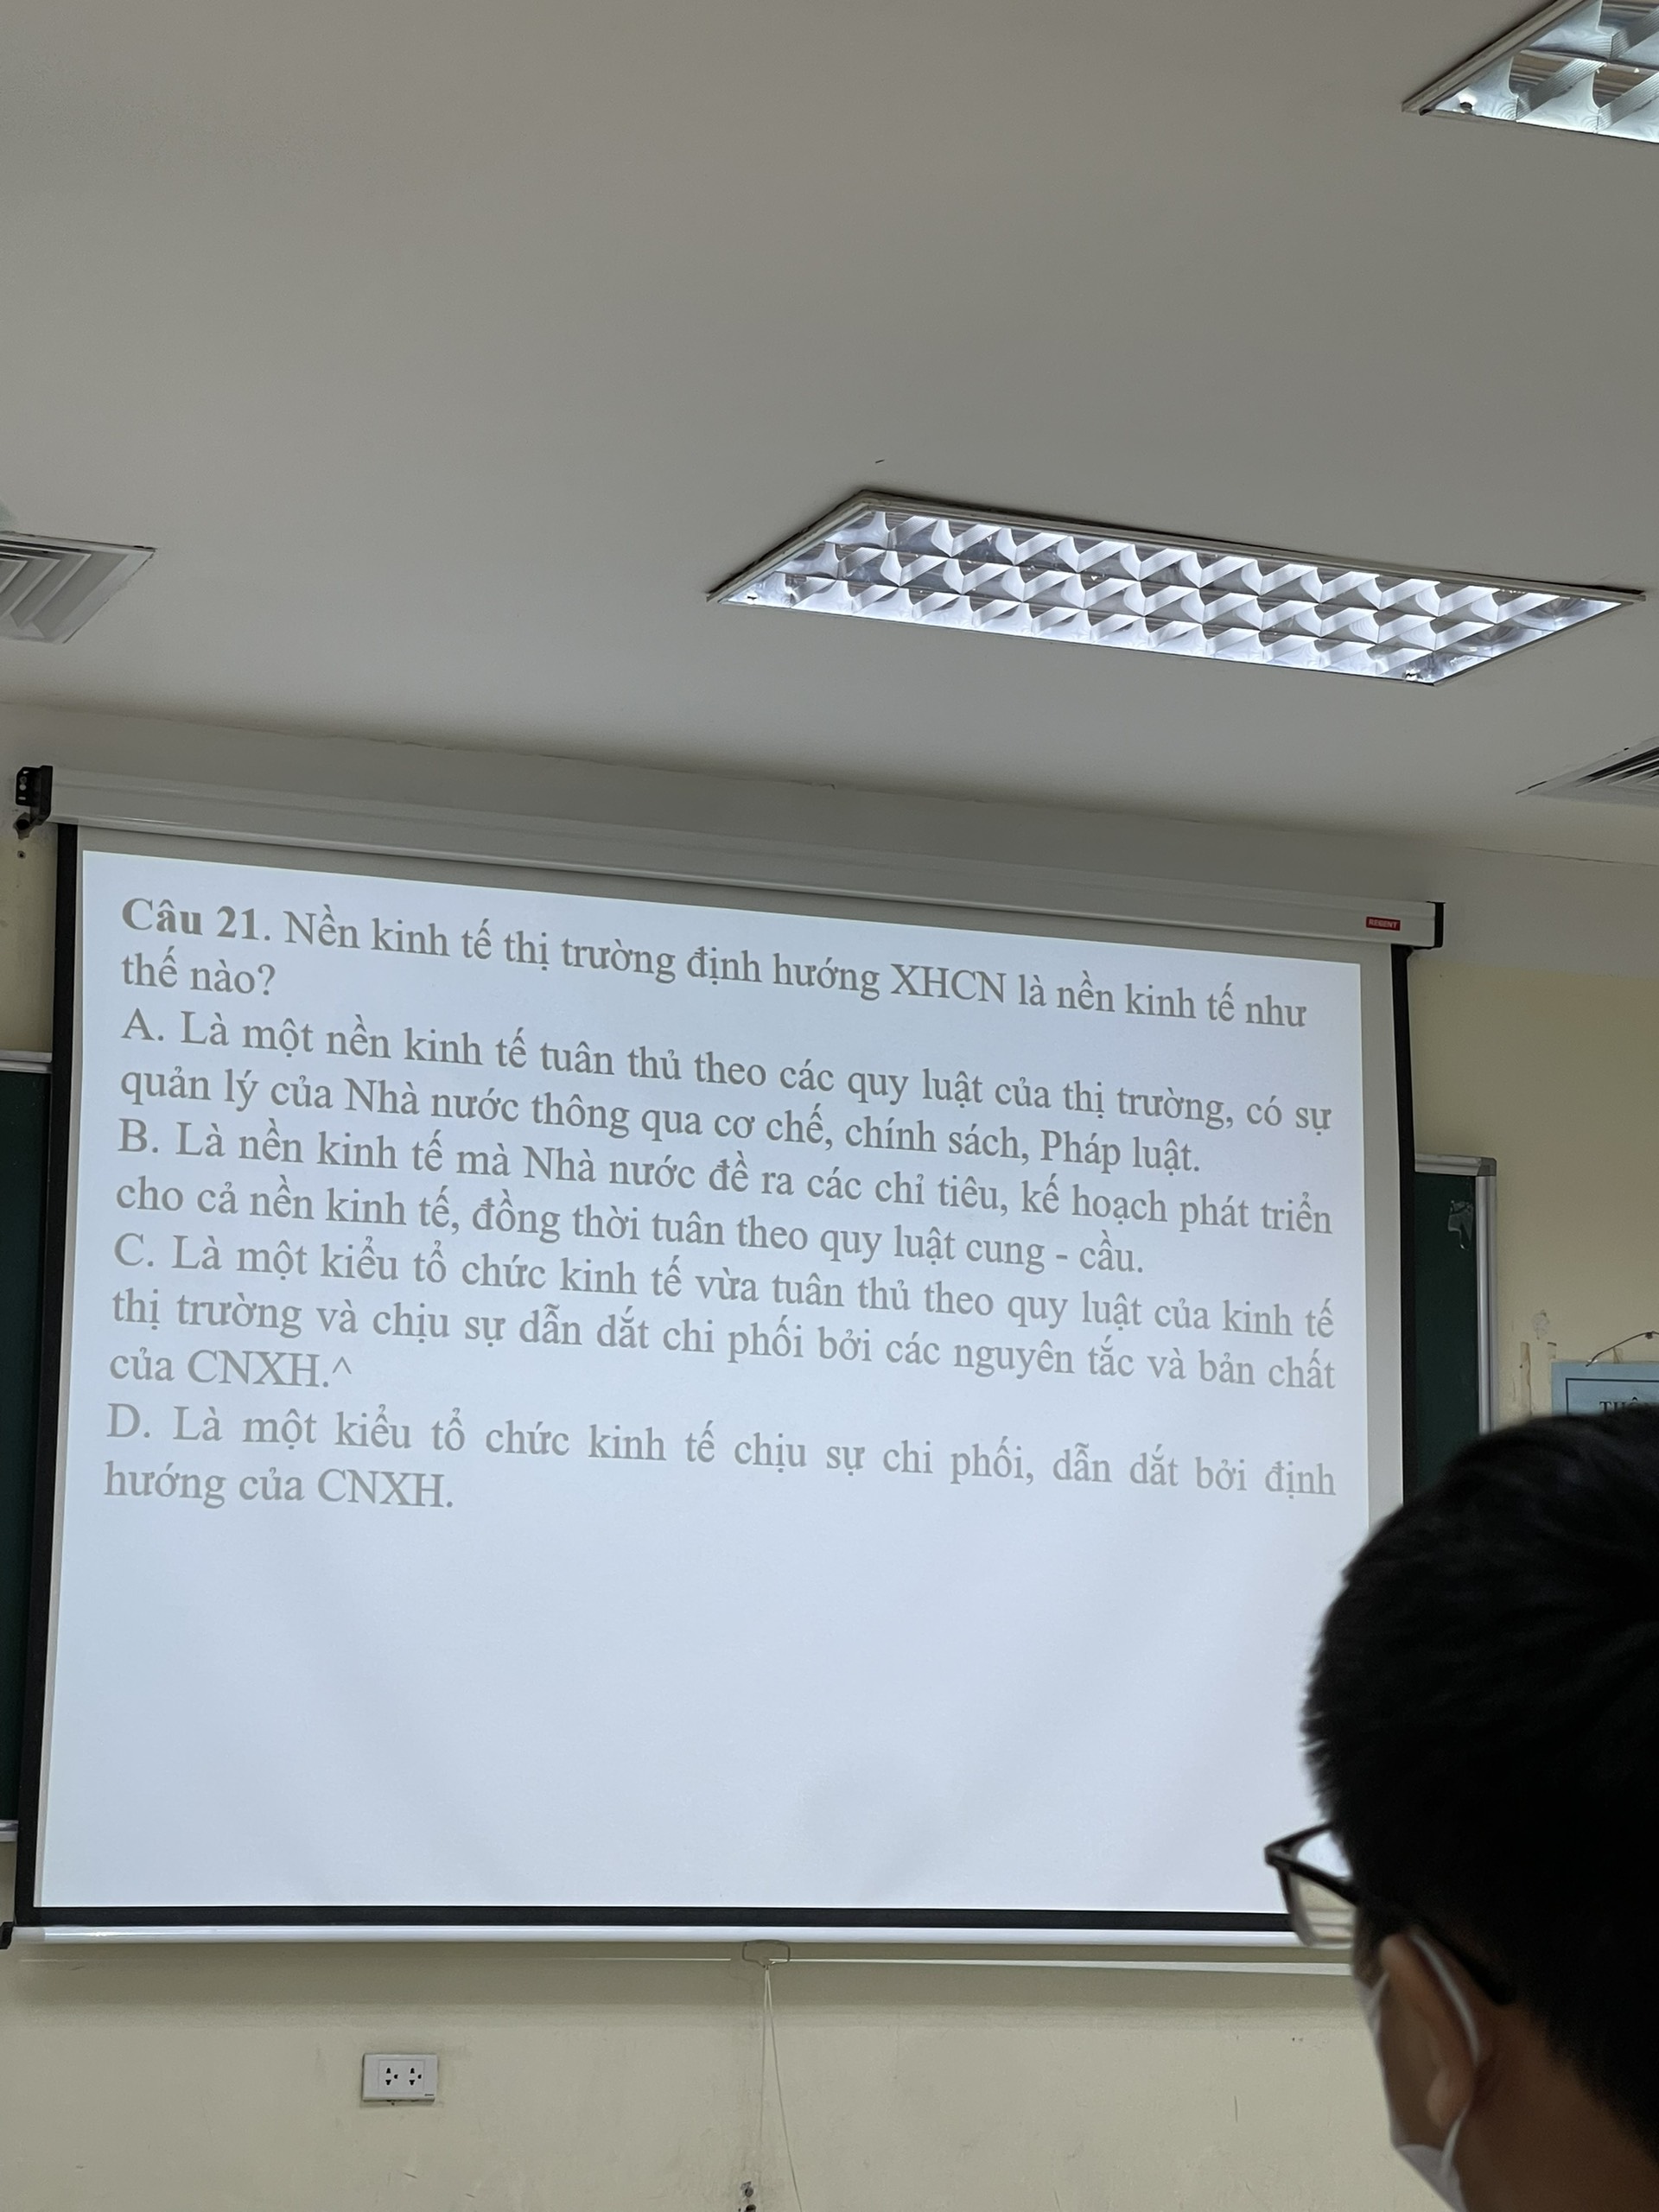 REGENT
Câu 21. Nền kinh tế thị trường định hướng XHCN là nền kinh tế như
thế nào?
A. Là một nền kinh tế tuân thủ theo các quy luật của thị trường, có sự
quản lý của Nhà nước thông qua cơ chế, chính sách, Pháp luật.
B. Là nền kinh tế mà Nhà nước đề ra các chỉ tiêu, kế hoạch phát triển
cho cả nền kinh tế, đồng thời tuân theo quy luật cung - cầu.
C. Là một kiểu tổ chức kinh tế vừa tuân thủ theo quy luật của kinh tế
thị trường và chịu sự dẫn dắt chi phối bởi các nguyên tắc và bản chất
của CNXH.^
D. Là một kiểu tổ chức kinh tế chịu sự chi phối, dẫn dắt bởi định
hướng của CNXH.